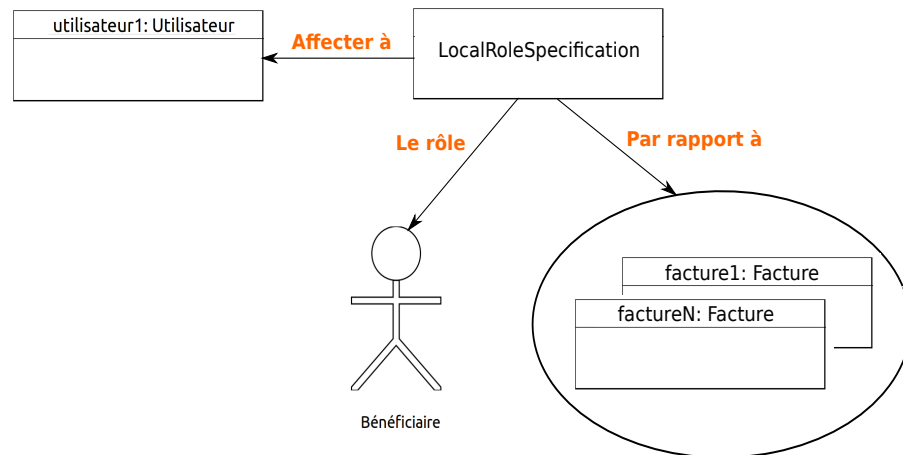 utilisateur1: Utilisateur
Affecter à
LocalRoleSpecification
Le rôle
Par rapport à
facture1: Facture
factureN: Facture
Bénéficiaire